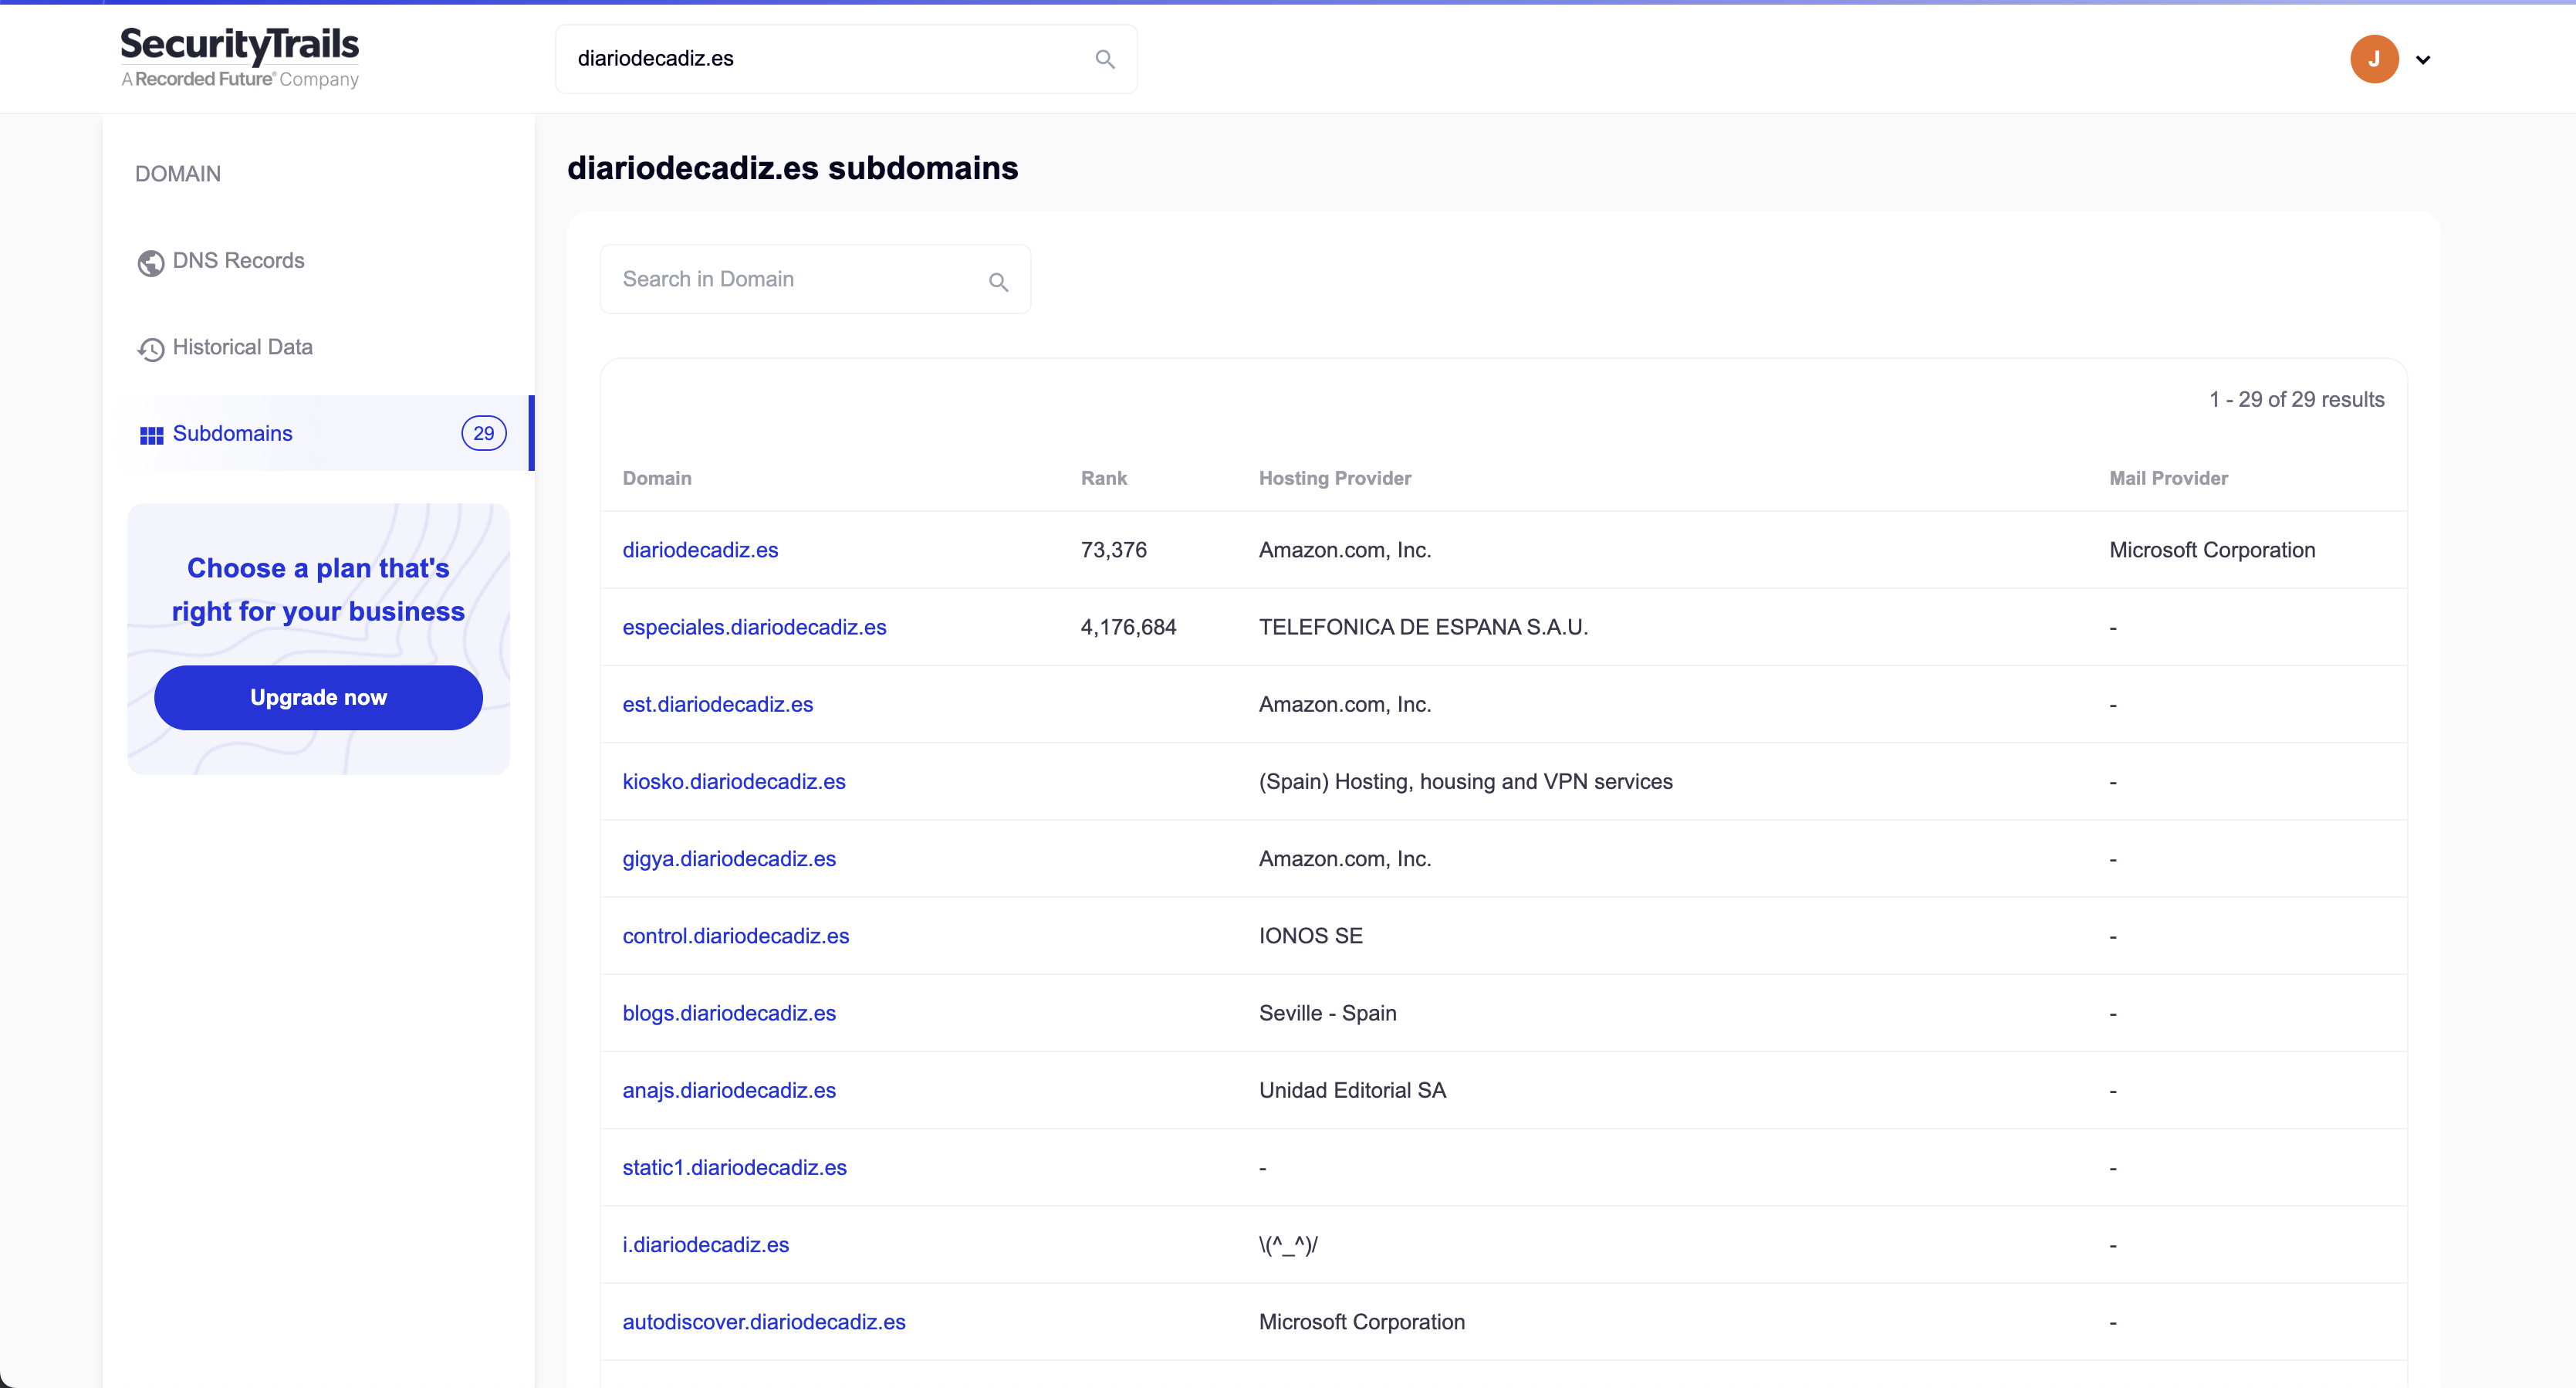 SecurityTrails
A Recorded Future® Company
diariodecadiz.es
J
DOMAIN
DNS Records
Historical Data
Subdomains 29
Choose a plan that's
right for your business
Upgrade now
diariodecadiz.es subdomains
Search in Domain
1 - 29 of 29 results
Domain Rank Hosting Provider Mail Provider
diariodecadiz.es 73,376 Amazon.com, Inc. Microsoft Corporation
especiales.diariodecadiz.es 4,176,684 TELEFONICA DE ESPANA S.A.U. -
est.diariodecadiz.es Amazon.com, Inc. -
kiosko.diariodecadiz.es (Spain) Hosting, housing and VPN services -
gigya.diariodecadiz.es Amazon.com, Inc. -
control.diariodecadiz.es IONOS SE -
blogs.diariodecadiz.es Seville - Spain -
anajs.diariodecadiz.es Unidad Editorial SA -
static1.diariodecadiz.es - -
i.diariodecadiz.es \(^_^)/ -
autodiscover.diariodecadiz.es Microsoft Corporation -